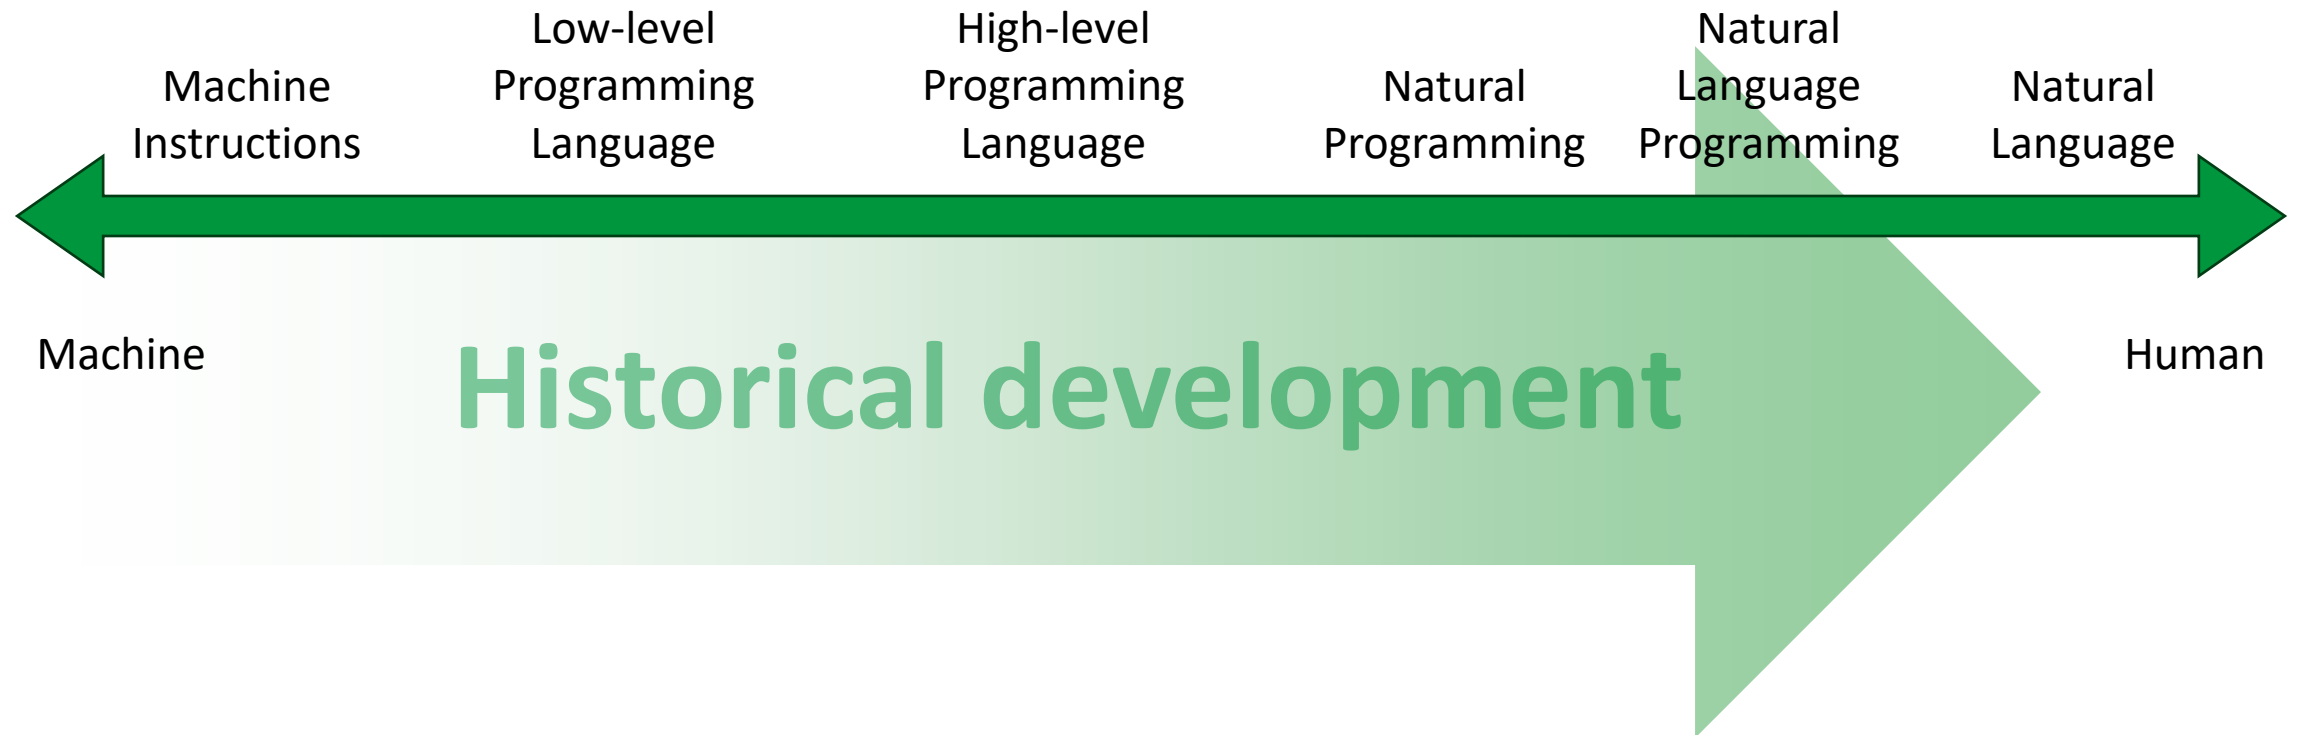 Machine
Instructions
Low-level
Programming
Language
High-level
Programming
Language
Natural
Programming
Natural
Language
Programming
Natural
Language
Machine
Historical development
Human